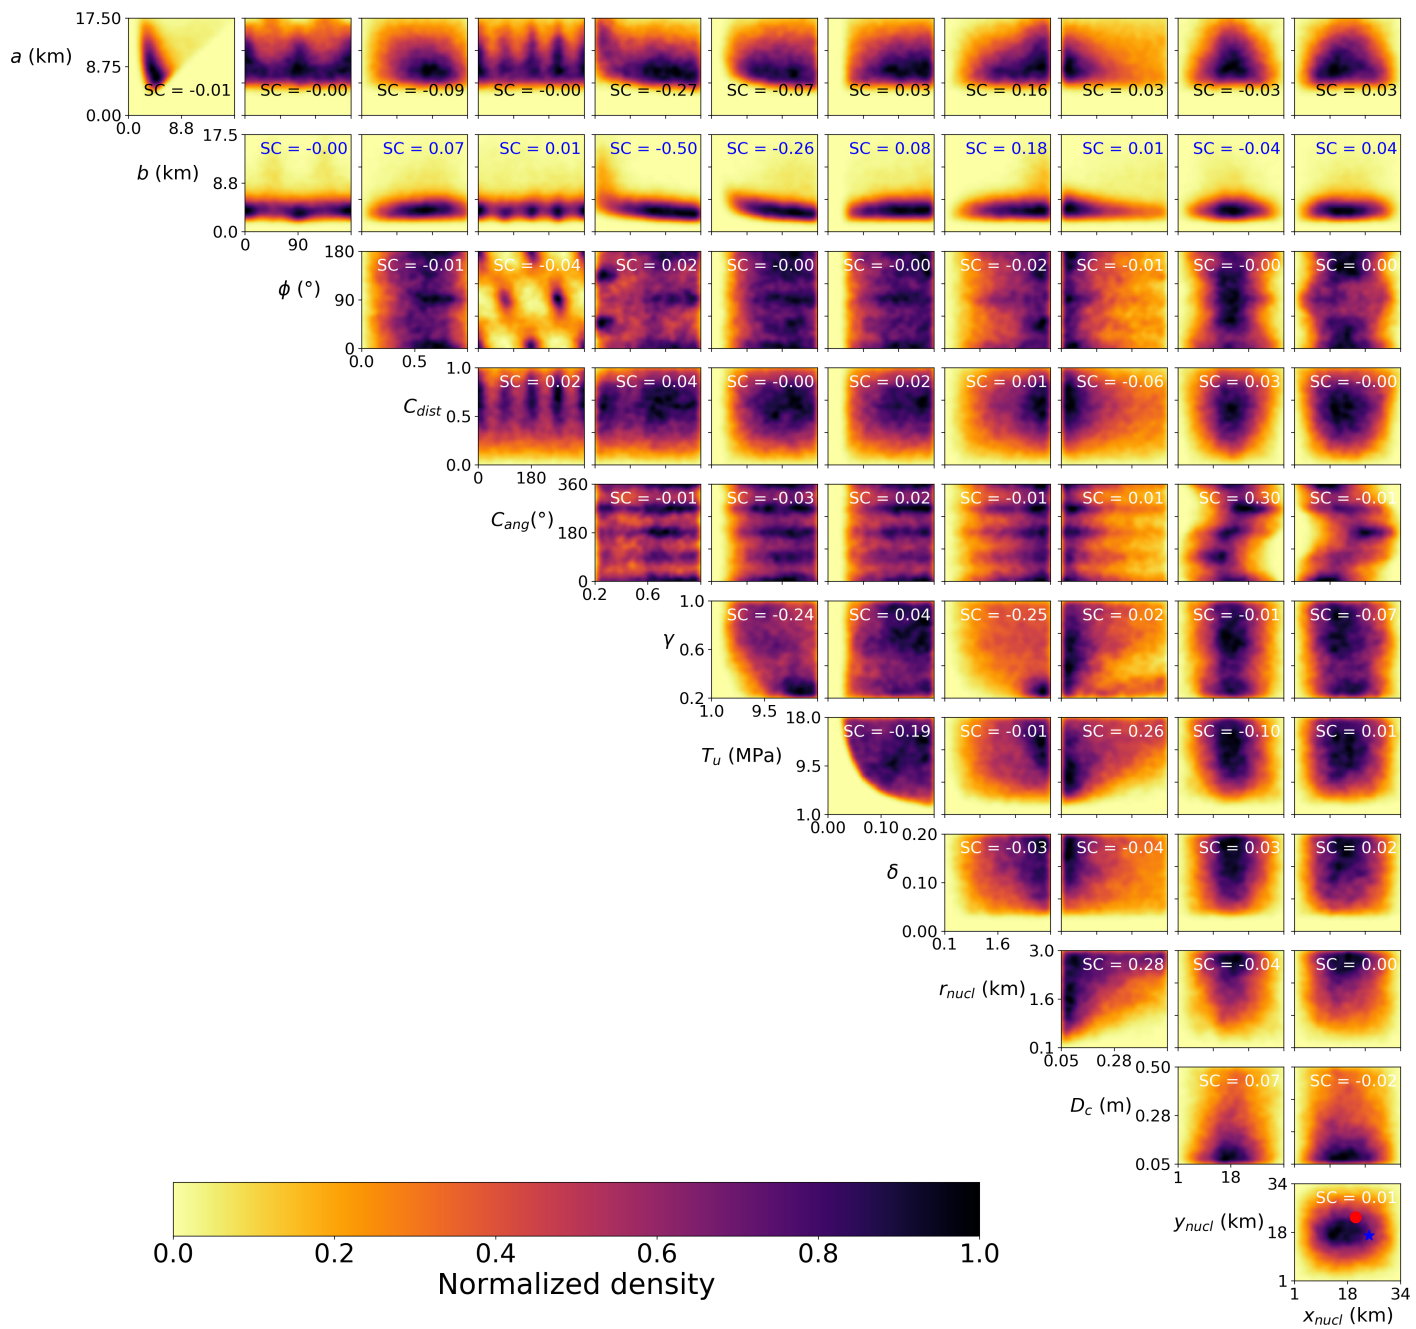 17.50
a (km)
8.75
0.00
SC = -0.01
SC = -0.00
SC = -0.09
SC = -0.00
SC = -0.27
SC = -0.07
SC = 0.03
SC = 0.16
SC = 0.03
SC = -0.03
SC = 0.03
0.0 8.8
17.5
b (km)
8.8
0.0
SC = -0.00
SC = 0.07
SC = 0.01
SC = -0.50
SC = -0.26
SC = 0.08
SC = 0.18
SC = 0.01
SC = -0.04
SC = 0.04
0 90
180
ϕ (°)
90
0
SC = -0.01
SC = -0.04
SC = 0.02
SC = -0.00
SC = -0.00
SC = -0.02
SC = -0.01
SC = -0.00
SC = 0.00
0.0 0.5
1.0
C_dist
0.5
0.0
SC = 0.02
SC = 0.04
SC = -0.00
SC = 0.02
SC = 0.01
SC = -0.06
SC = 0.03
SC = -0.00
0 180
360
C_ang(°)
180
0
SC = -0.01
SC = -0.03
SC = 0.02
SC = -0.01
SC = 0.01
SC = 0.30
SC = -0.01
0.2 0.6
1.0
γ
0.6
0.2
SC = -0.24
SC = 0.04
SC = -0.25
SC = 0.02
SC = -0.01
SC = -0.07
1.0 9.5
18.0
T_u (MPa)
9.5
1.0
SC = -0.19
SC = -0.01
SC = 0.26
SC = -0.10
SC = 0.01
0.00 0.10
0.20
δ
0.10
0.00
SC = -0.03
SC = -0.04
SC = 0.03
SC = 0.02
0.1 1.6
3.0
r_nucl (km)
1.6
0.1
SC = 0.28
SC = -0.04
SC = 0.00
0.05 0.28
0.50
D_c (m)
0.28
0.05
SC = 0.07
SC = -0.02
1 18
34
y_nucl (km)
18
1
SC = 0.01
1 18 34
x_nucl (km)
0.0 0.2 0.4 0.6 0.8 1.0
Normalized density